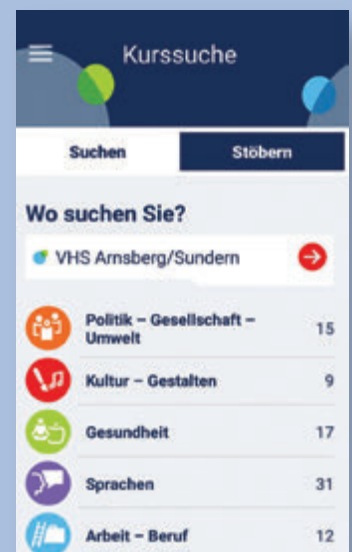 Kurssuche
Suchen Stöbern
Wo suchen Sie?
VHS Arnsberg/Sundern
Politik – Gesellschaft –
Umwelt 15
Kultur – Gestalten 9
Gesundheit 17
Sprachen 31
Arbeit – Beruf 12